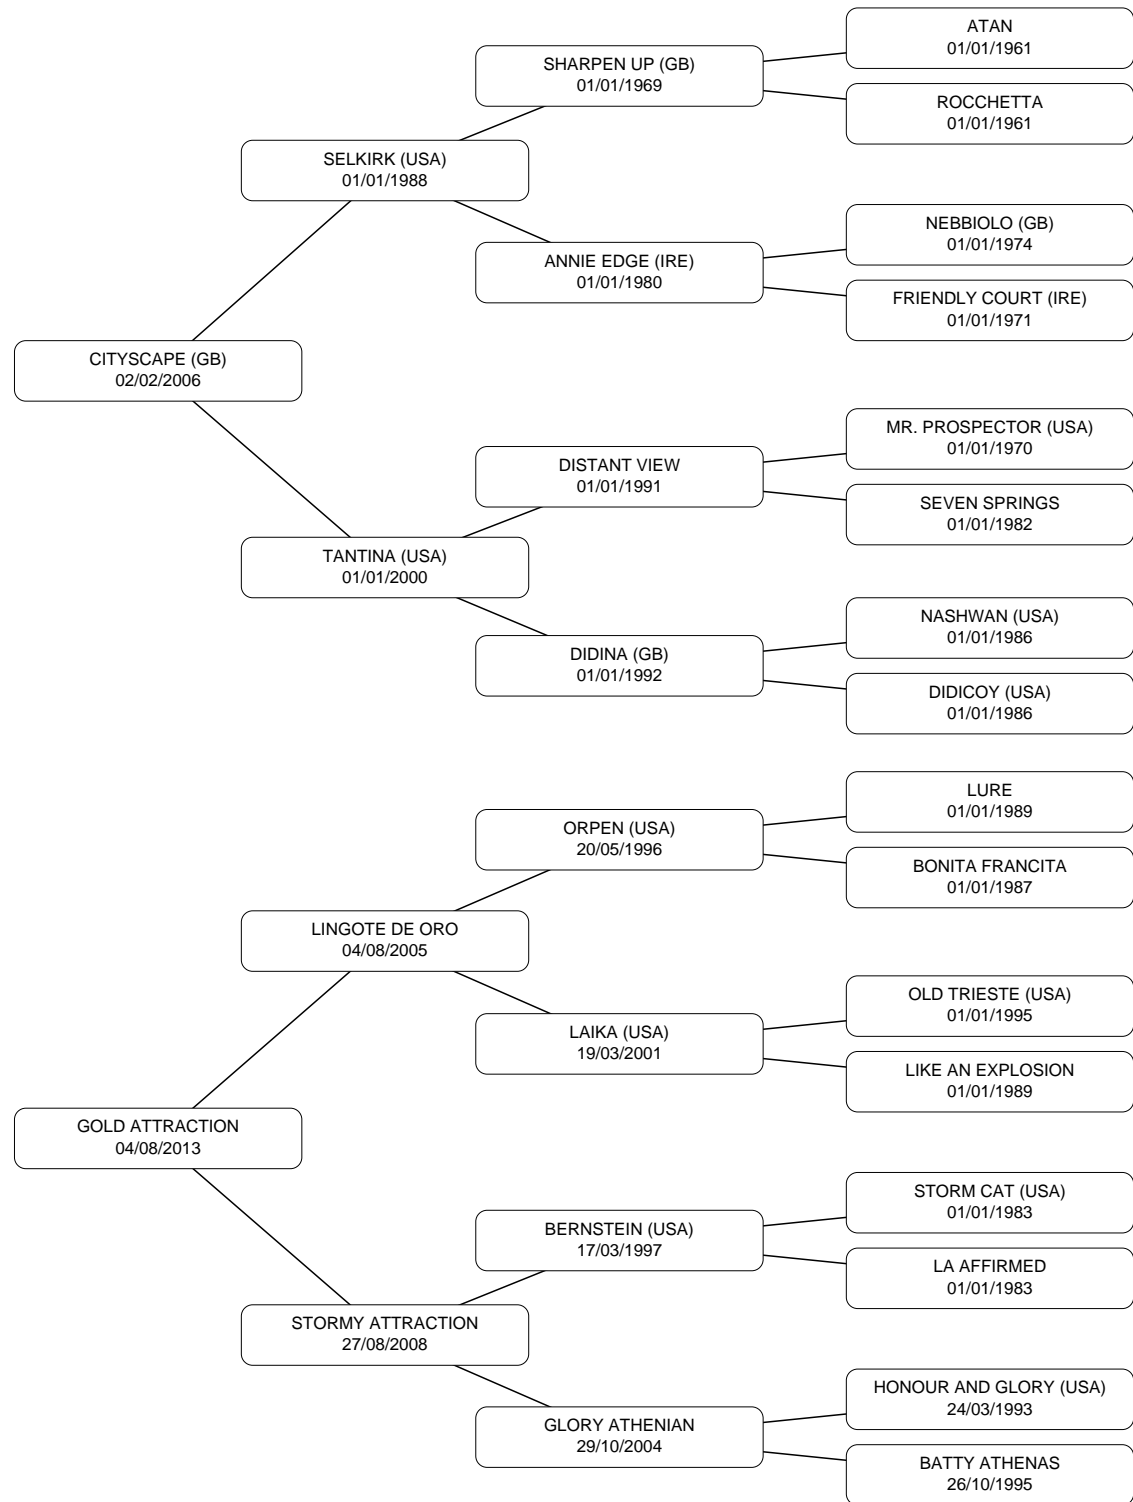 ATAN
01/01/1961
SHARPEN UP (GB)
01/01/1969
ROCCHETTA
01/01/1961
SELKIRK (USA)
01/01/1988
NEBBIOLO (GB)
01/01/1974
ANNIE EDGE (IRE)
01/01/1980
FRIENDLY COURT (IRE)
01/01/1971
CITYSCAPE (GB)
02/02/2006
MR. PROSPECTOR (USA)
01/01/1970
DISTANT VIEW
01/01/1991
SEVEN SPRINGS
01/01/1982
TANTINA (USA)
01/01/2000
NASHWAN (USA)
01/01/1986
DIDINA (GB)
01/01/1992
DIDICOY (USA)
01/01/1986
LURE
01/01/1989
ORPEN (USA)
20/05/1996
BONITA FRANCITA
01/01/1987
LINGOTE DE ORO
04/08/2005
OLD TRIESTE (USA)
01/01/1995
LAIKA (USA)
19/03/2001
LIKE AN EXPLOSION
01/01/1989
GOLD ATTRACTION
04/08/2013
STORM CAT (USA)
01/01/1983
BERNSTEIN (USA)
17/03/1997
LA AFFIRMED
01/01/1983
STORMY ATTRACTION
27/08/2008
HONOUR AND GLORY (USA)
24/03/1993
GLORY ATHENIAN
29/10/2004
BATTY ATHENAS
26/10/1995